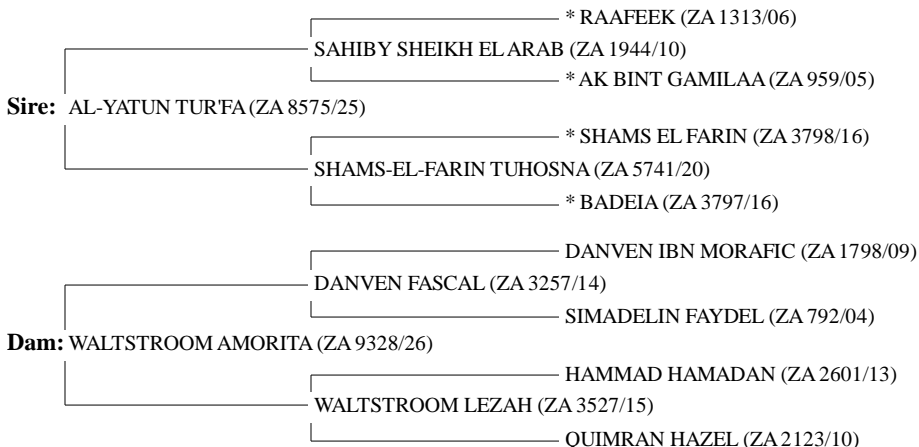 * RAAFEEK (ZA 1313/06)
SAHIBY SHEIKH EL ARAB (ZA 1944/10)
* AK BINT GAMILAA (ZA 959/05)
Sire: AL-YATUN TUR'FA (ZA 8575/25)
* SHAMS EL FARIN (ZA 3798/16)
SHAMS-EL-FARIN TUHOSNA (ZA 5741/20)
* BADEIA (ZA 3797/16)
DANVEN IBN MORAFIC (ZA 1798/09)
DANVEN FASCAL (ZA 3257/14)
SIMADELIN FAYDEL (ZA 792/04)
Dam: WALTSTROOM AMORITA (ZA 9328/26)
HAMMAD HAMADAN (ZA 2601/13)
WALTSTROOM LEZAH (ZA 3527/15)
QUIMRAN HAZEL (ZA 2123/10)